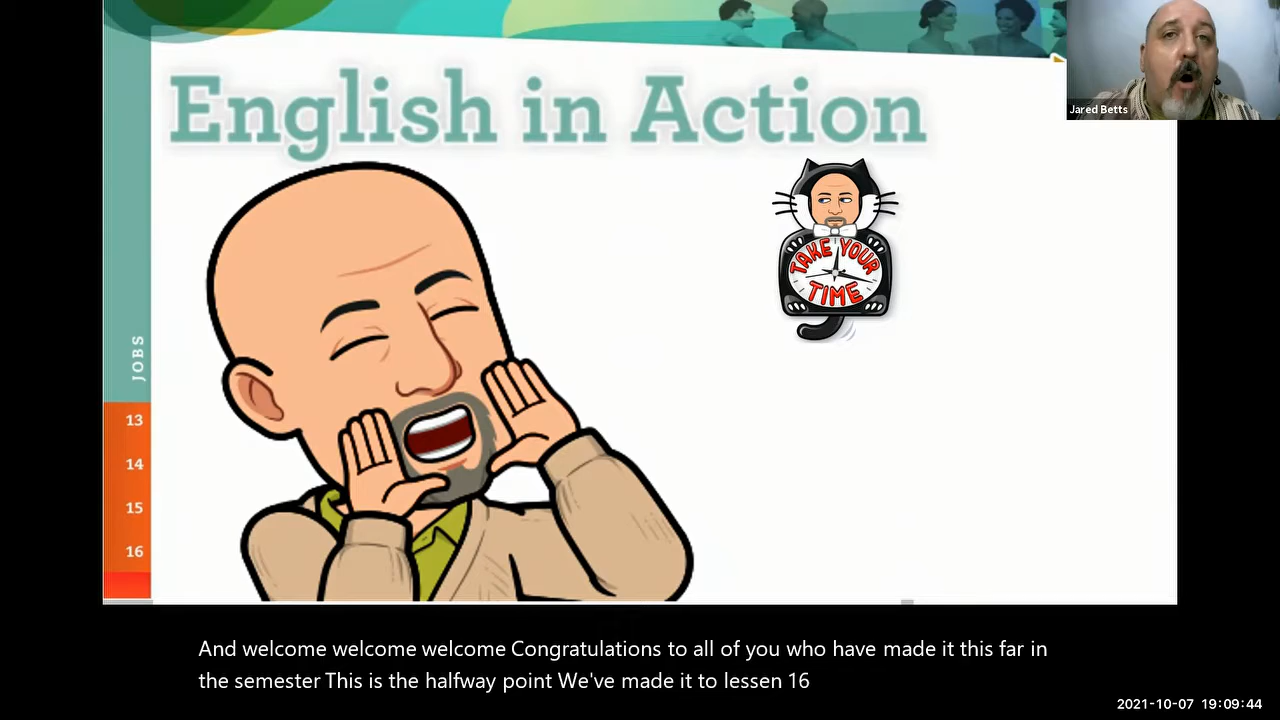 English in Action
Jared Betts
TAKE YOUR
TIME
JOBS
13
14
15
16
And welcome welcome welcome Congratulations to all of you who have made it this far in
the semester This is the halfway point We've made it to lessen 16
2021-10-07 19:09:44